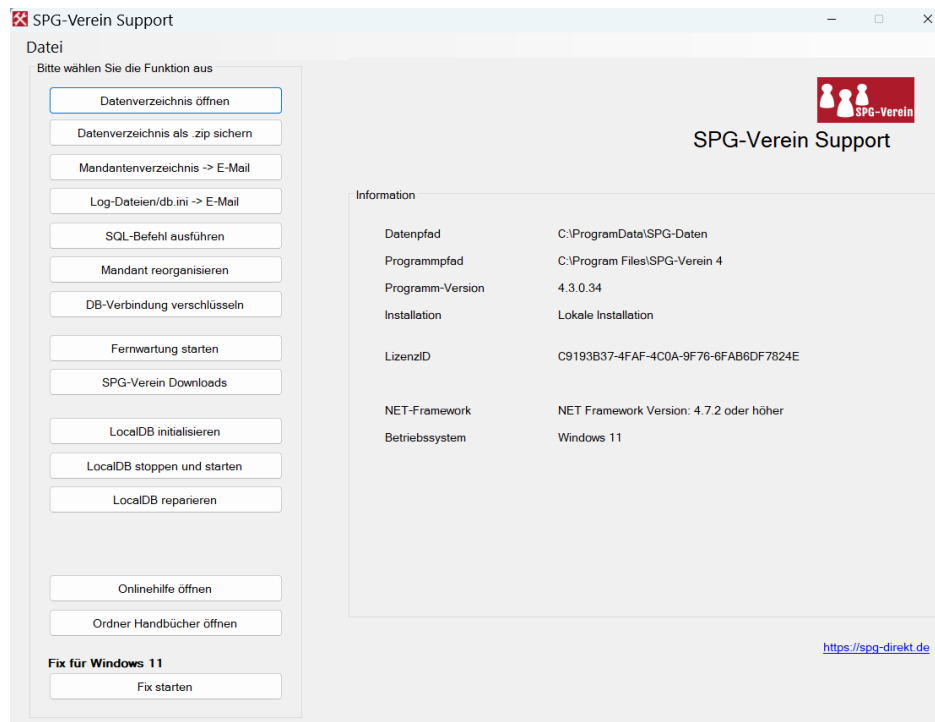 SPG-Verein Support
Datei
Bitte wählen Sie die Funktion aus
Datenverzeichnis öffnen
Datenverzeichnis als .zip sichern
Mandantenverzeichnis -> E-Mail
Log-Dateien/db.ini -> E-Mail
SQL-Befehl ausführen
Mandant reorganisieren
DB-Verbindung verschlüsseln
Fernwartung starten
SPG-Verein Downloads
LocalDB initialisieren
LocalDB stoppen und starten
LocalDB reparieren
Onlinehilfe öffnen
Ordner Handbücher öffnen
Fix für Windows 11
Fix starten
SPG-Verein
SPG-Verein Support
Information
Datenpfad C:\ProgramData\SPG-Daten
Programmpfad C:\Program Files\SPG-Verein 4
Programm-Version 4.3.0.34
Installation Lokale Installation
LizenzID C9193B37-4FAF-4C0A-9F76-6FAB6DF7824E
NET-Framework NET Framework Version: 4.7.2 oder höher
Betriebssystem Windows 11
https://spg-direkt.de